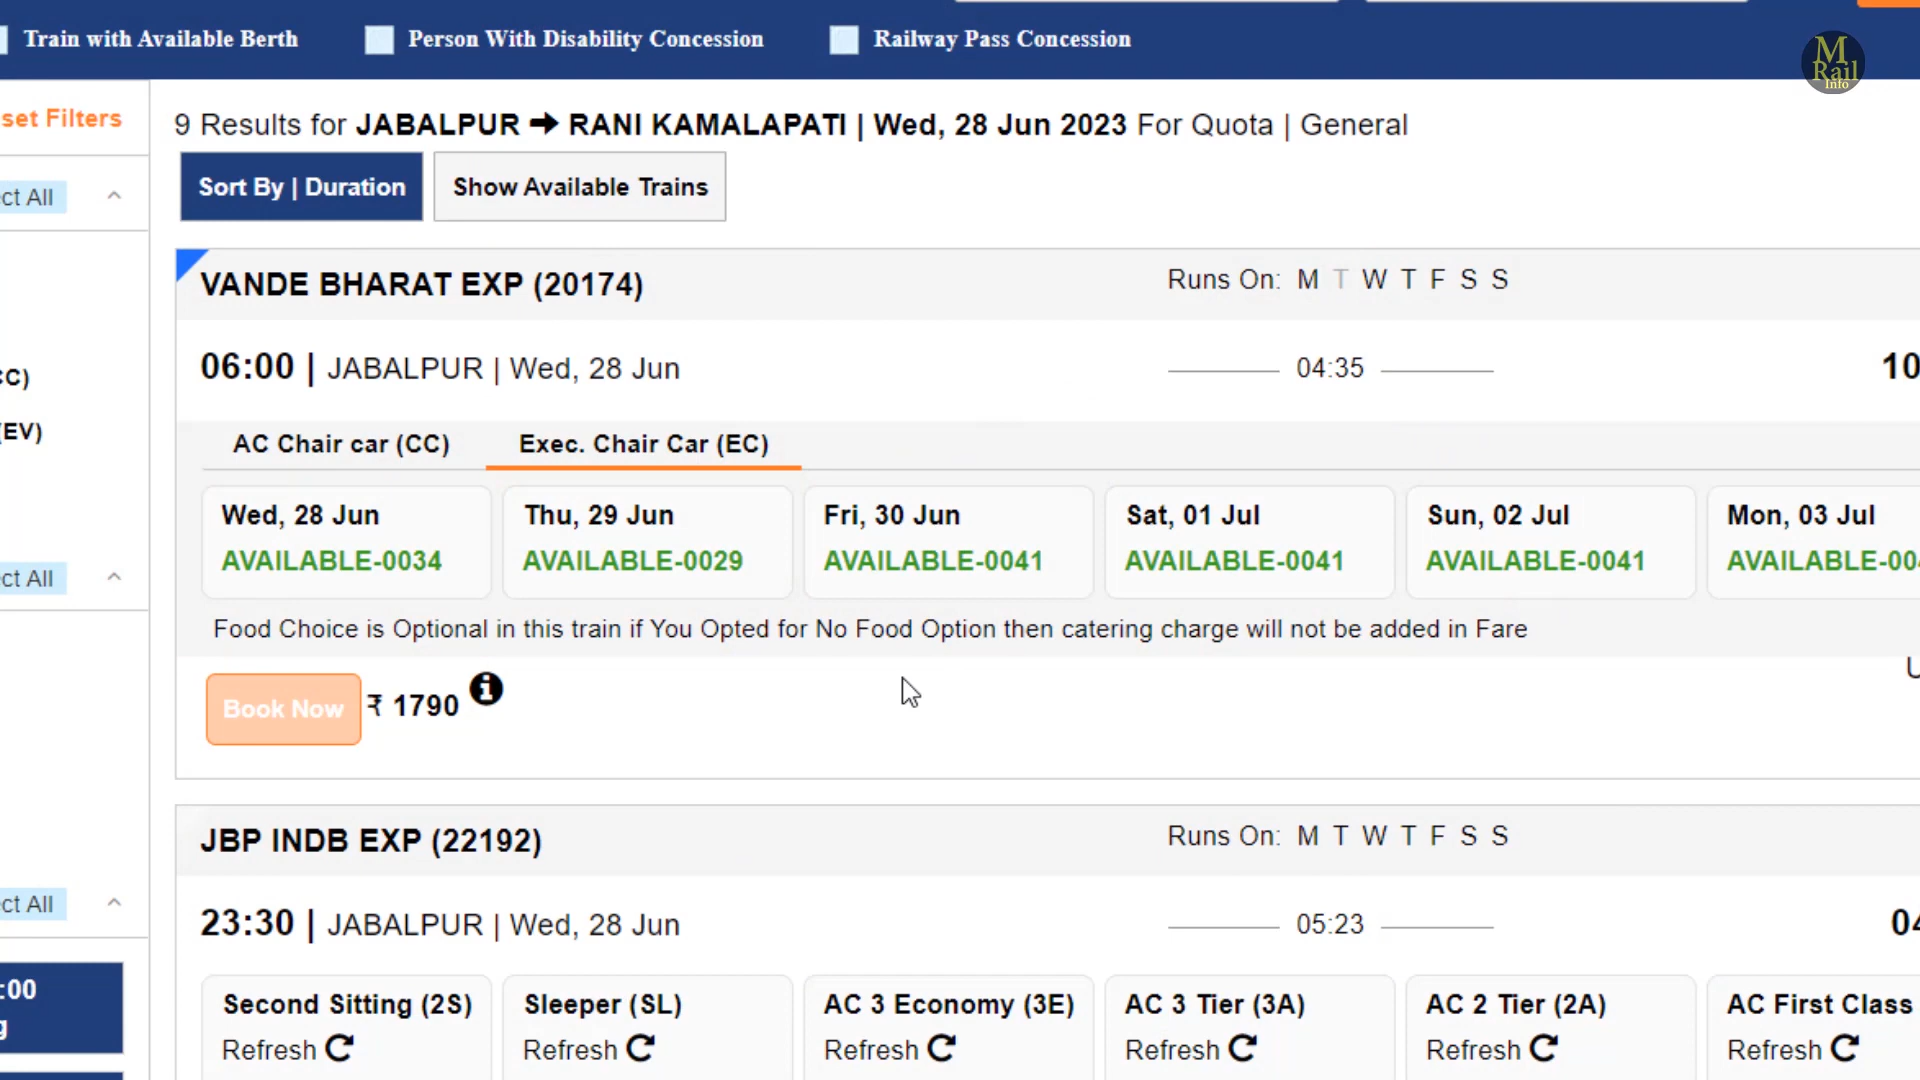 Train with Available Berth
Person With Disability Concession
Railway Pass Concession
M
Rail
Info
set Filters
9 Results for JABALPUR ➡ RANI KAMALAPATI | Wed, 28 Jun 2023 For Quota | General
ct All
Sort By | Duration
Show Available Trains
VANDE BHARAT EXP (20174)
Runs On: M T W T F S S
06:00 | JABALPUR | Wed, 28 Jun
04:35
10
CC)
(EV)
AC Chair car (CC)
Exec. Chair Car (EC)
Wed, 28 Jun
AVAILABLE-0034
Thu, 29 Jun
AVAILABLE-0029
Fri, 30 Jun
AVAILABLE-0041
Sat, 01 Jul
AVAILABLE-0041
Sun, 02 Jul
AVAILABLE-0041
Mon, 03 Jul
AVAILABLE-00
ct All
Food Choice is Optional in this train if You Opted for No Food Option then catering charge will not be added in Fare
Book Now
₹ 1790
JBP INDB EXP (22192)
Runs On: M T W T F S S
ct All
23:30 | JABALPUR | Wed, 28 Jun
05:23
04
:00
g
Second Sitting (2S)
Refresh
Sleeper (SL)
Refresh
AC 3 Economy (3E)
Refresh
AC 3 Tier (3A)
Refresh
AC 2 Tier (2A)
Refresh
AC First Class
Refresh